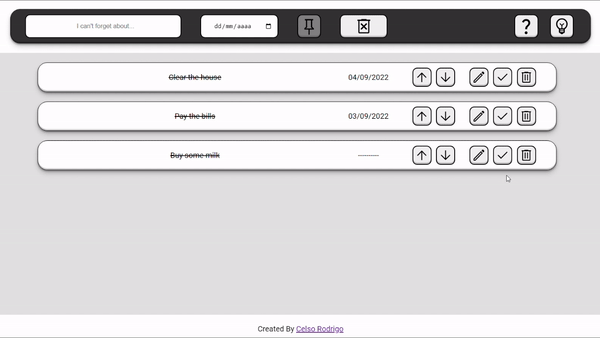 I can't forget about...
dd/mm/aaaa
?
Clear the house 04/09/2022
Pay the bills 03/09/2022
Buy some milk ----------
Created By Celso Rodrigo